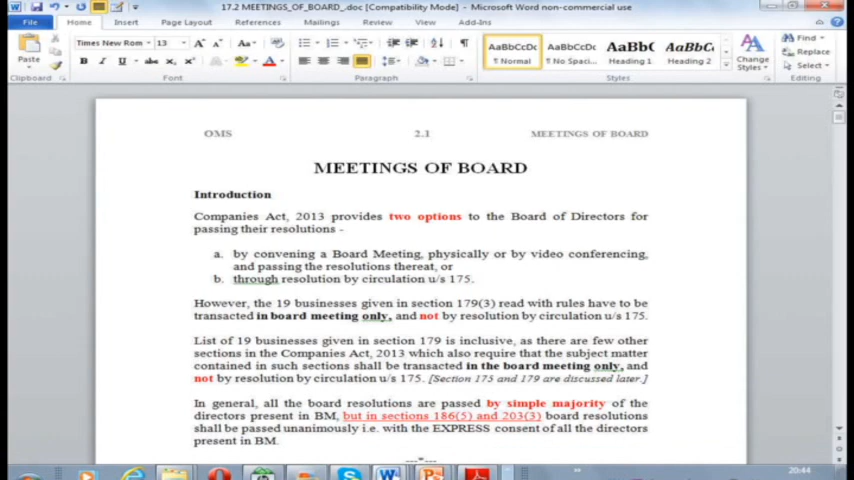 17.2 MEETINGS_OF_BOARD_.doc [Compatibility Mode] - Microsoft Word non-commercial use
File Home Insert Page Layout References Mailings Review View Add-Ins
Times New Rom 13 Aa
AaBbCcDc AaBbCcDc AaBb( AaBbCc
Paste
B I U abc x₂ x² A A
¶ Normal ¶ No Spaci... Heading 1 Heading 2
Change Styles
Find
Replace
Select
Clipboard Font Paragraph Styles Editing
OMS 2.1 MEETINGS OF BOARD
MEETINGS OF BOARD
Introduction
Companies Act, 2013 provides two options to the Board of Directors for
passing their resolutions -
a. by convening a Board Meeting, physically or by video conferencing,
and passing the resolutions thereat, or
b. through resolution by circulation u/s 175.
However, the 19 businesses given in section 179(3) read with rules have to be
transacted in board meeting only, and not by resolution by circulation u/s 175.
List of 19 businesses given in section 179 is inclusive, as there are few other
sections in the Companies Act, 2013 which also require that the subject matter
contained in such sections shall be transacted in the board meeting only, and
not by resolution by circulation u/s 175. [Section 175 and 179 are discussed later.]
In general, all the board resolutions are passed by simple majority of the
directors present in BM, but in sections 186(5) and 203(3) board resolutions
shall be passed unanimously i.e. with the EXPRESS consent of all the directors
present in BM.
---*---
20:44